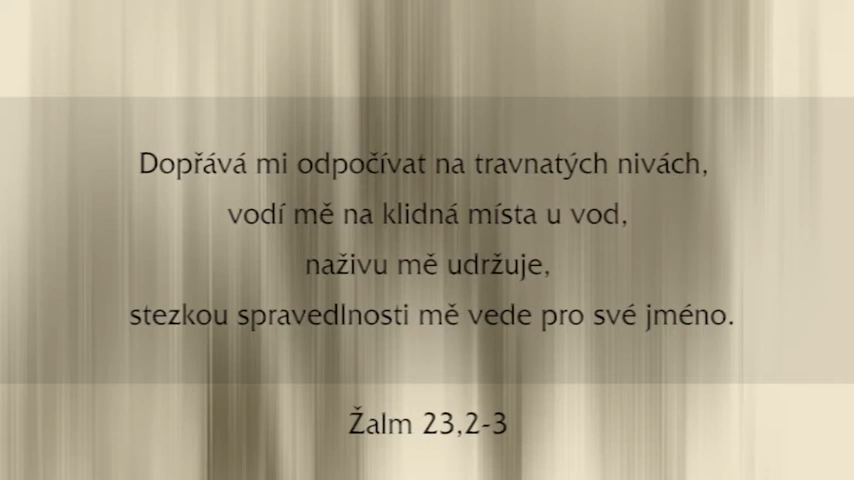 Dopřává mi odpočívat na travnatých nivách,
vodí mě na klidná místa u vod,
naživu mě udržuje,
stezkou spravedlnosti mě vede pro své jméno.
Žalm 23,2-3